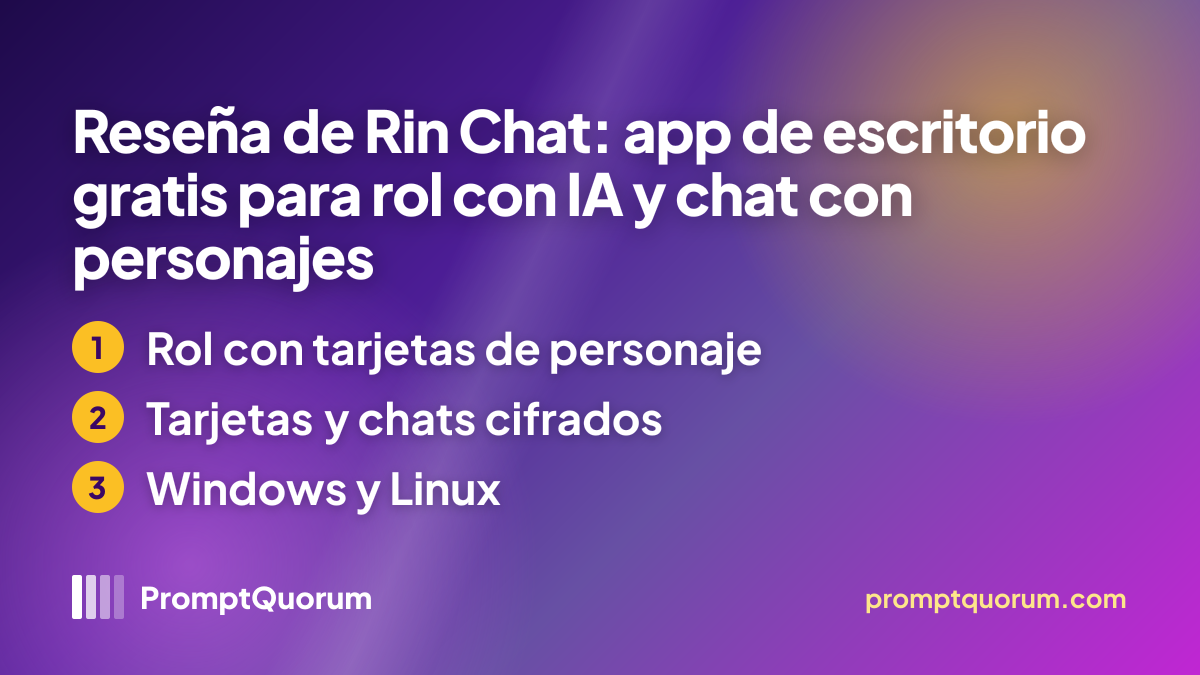 Reseña de Rin Chat: app de escritorio
gratis para rol con IA y chat con
personajes
1 Rol con tarjetas de personaje
2 Tarjetas y chats cifrados
3 Windows y Linux
PromptQuorum
promptquorum.com